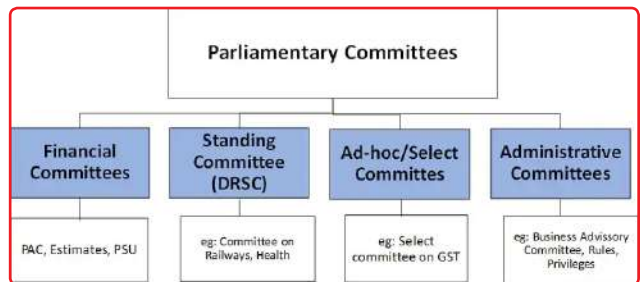 Parliamentary Committees
Financial
Committees
Standing
Committee
(DRSC)
Ad-hoc/Select
Committes
Administrative
Committees
PAC, Estimates, PSU
eg: Committee on
Railways, Health
eg: Select
committee on GST
eg: Business Advisory
Committee, Rules,
Privileges